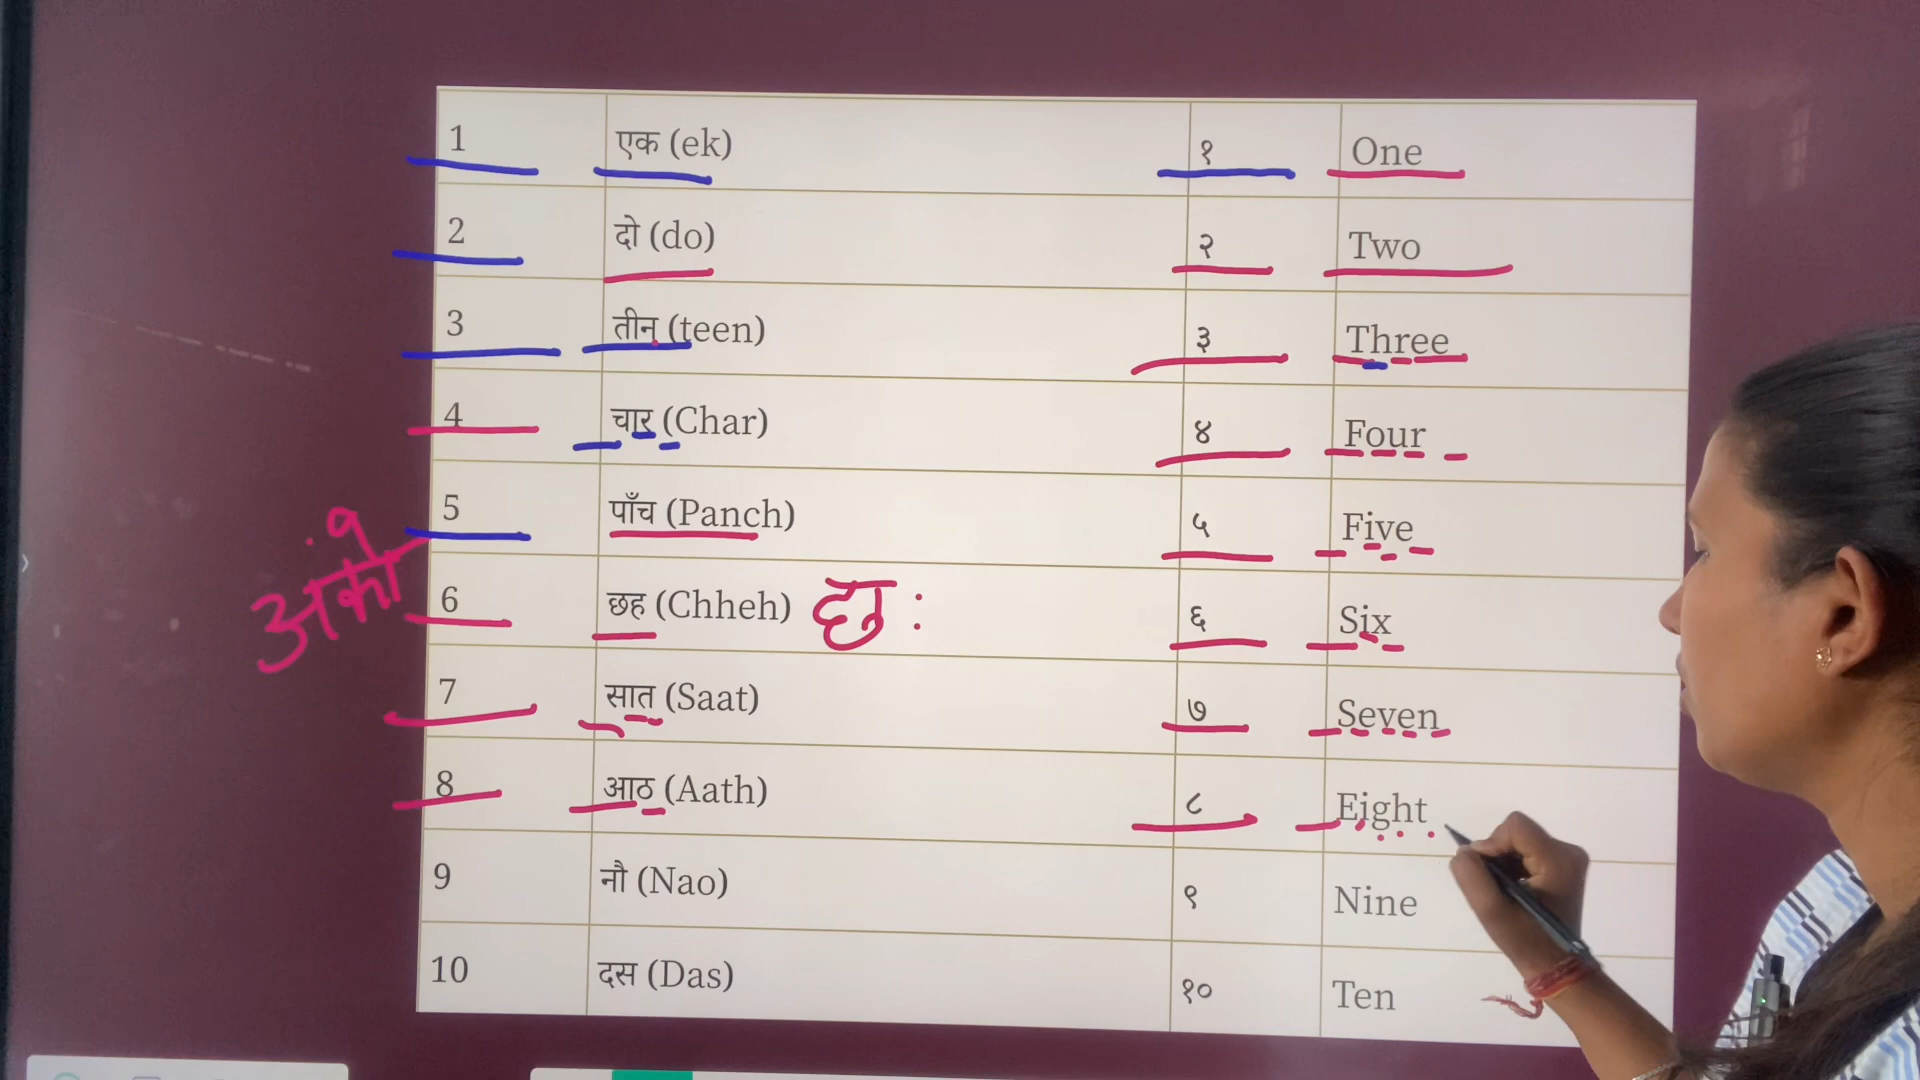 1 एक (ek) १ One
2 दो (do) २ Two
3 तीन (teen) ३ Three
4 चार (Char) ४ Four
5 पाँच (Panch) ५ Five
6 छह (Chheh) छः ६ Six
7 सात (Saat) ७ Seven
8 आठ (Aath) ८ Eight
9 नौ (Nao) ९ Nine
10 दस (Das) १० Ten